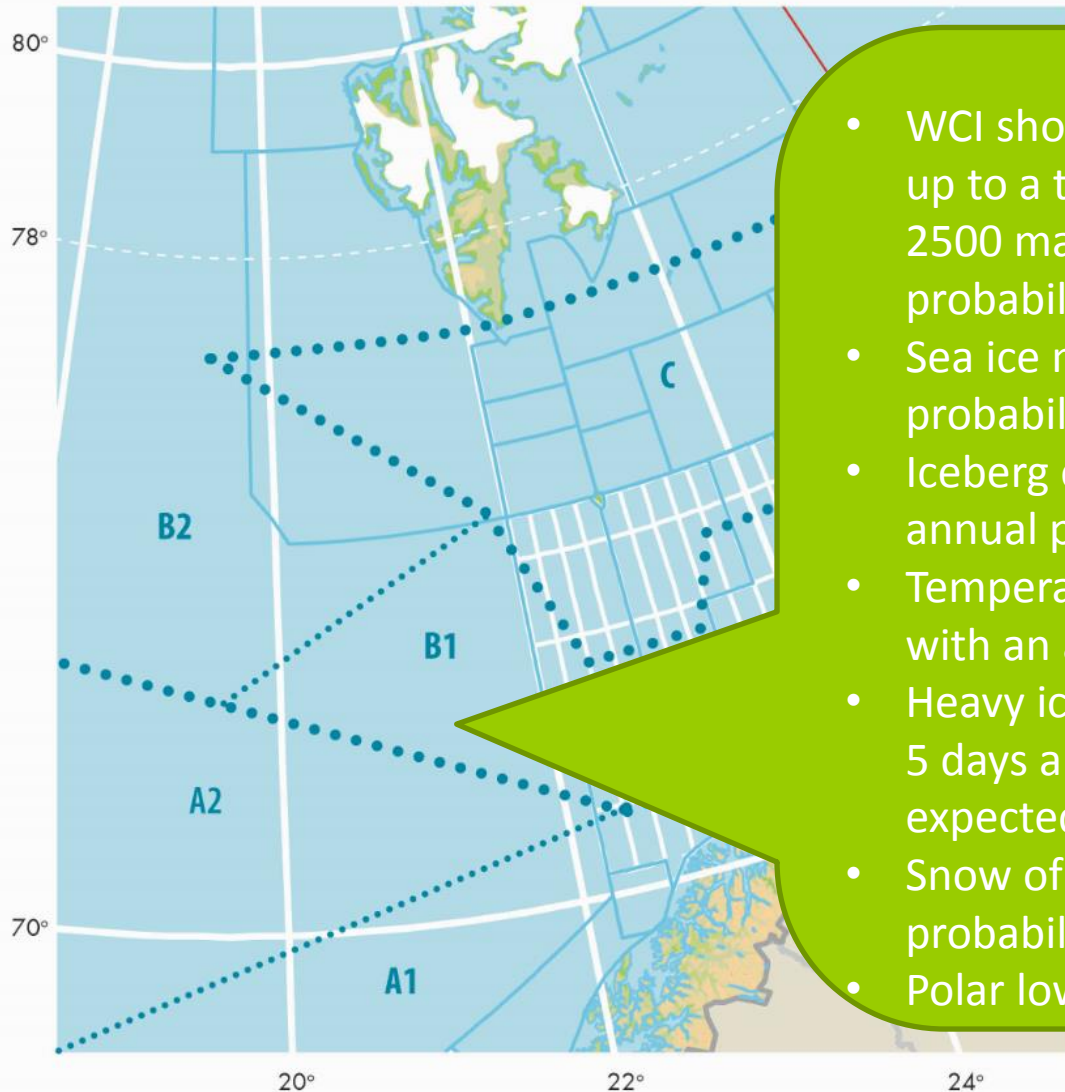 80°
• WCI sho
up to a t
2500 ma
probabil
78°
• Sea ice
probabil
C
• Iceberg
annual
B2
• Tempera
with an
B1
• Heavy ic
5 days a
A2
expected
• Snow of
70°
probabil
A1
• Polar lov
20°
22°
24°